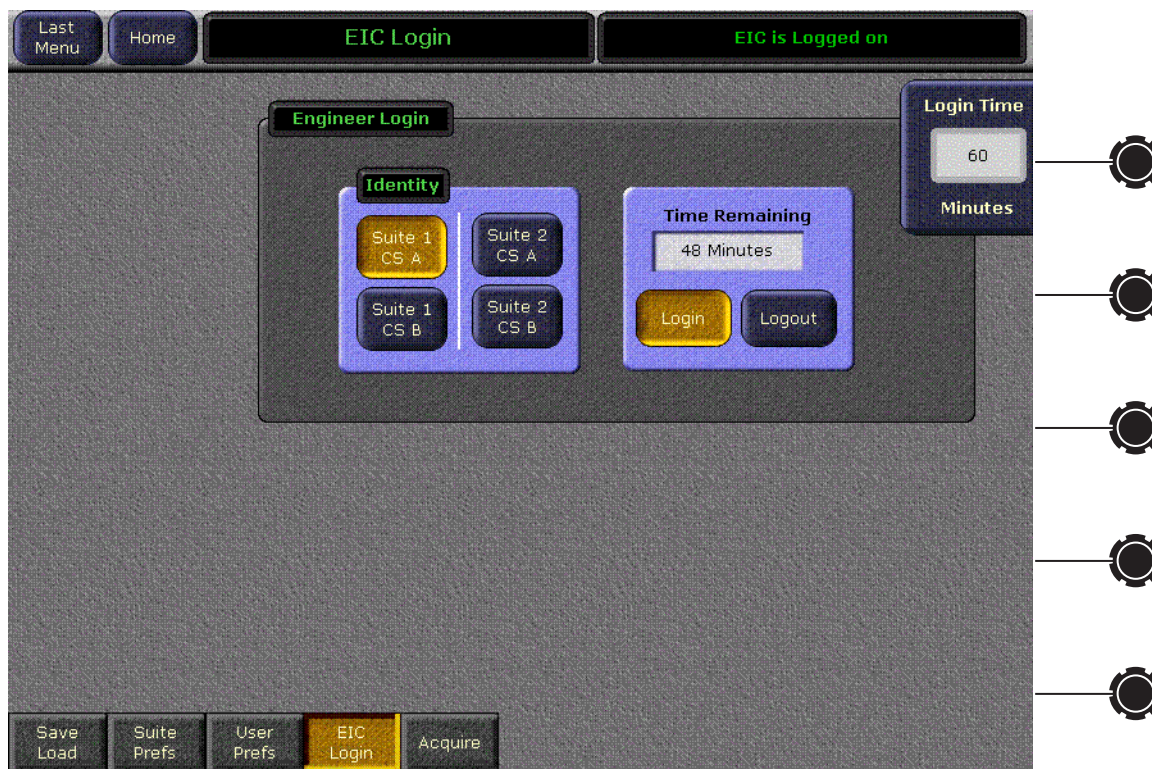 Last
Menu
Home
EIC Login
EIC is Logged on
Login Time
60
Minutes
Engineer Login
Identity
Suite 1
CS A
Suite 2
CS A
Suite 1
CS B
Suite 2
CS B
Time Remaining
48 Minutes
Login
Logout
Save
Load
Suite
Prefs
User
Prefs
EIC
Login
Acquire